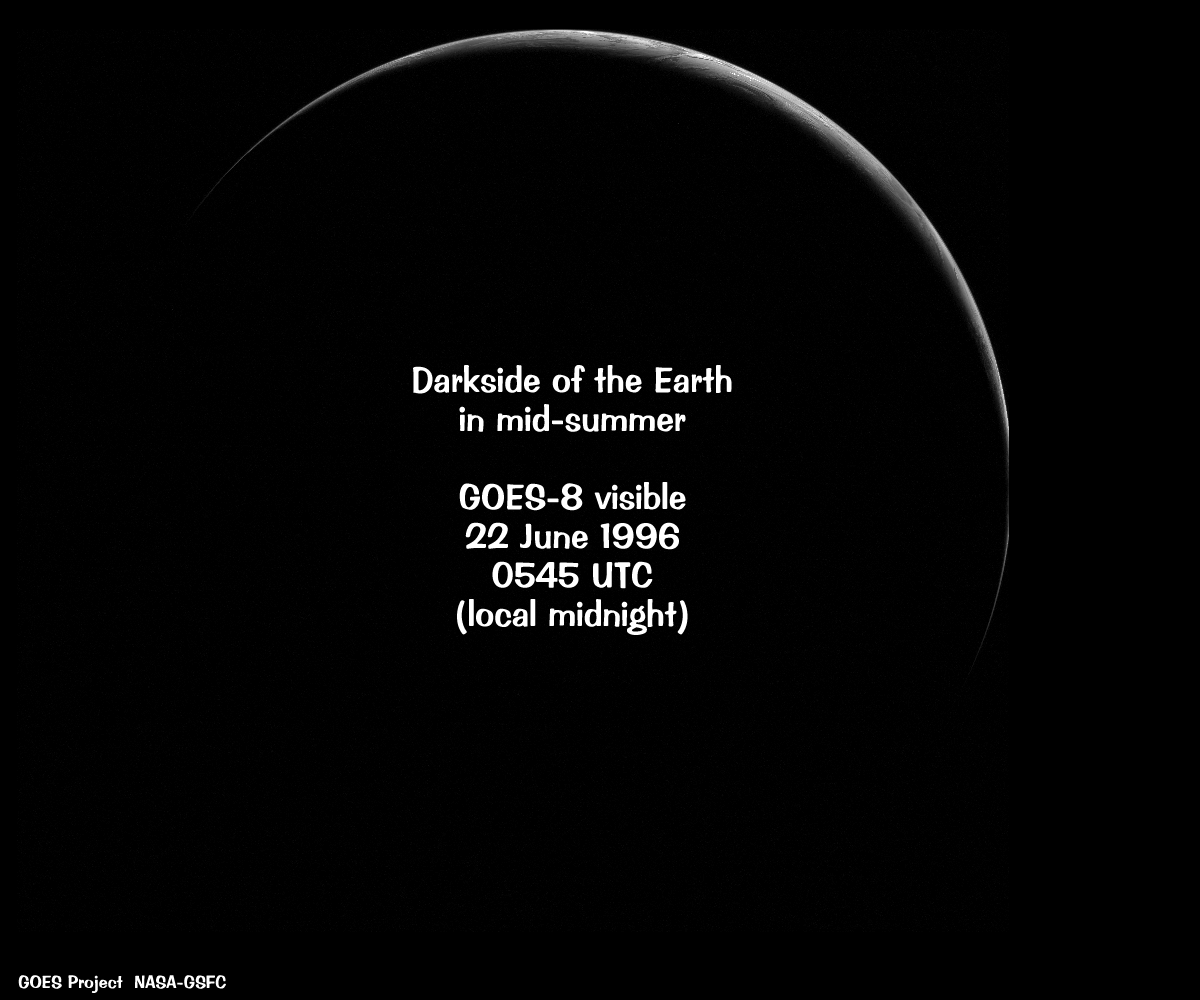 Darkside of the Earth
in mid-summer
GOES-8 visible
22 June 1996
0545 UTC
(local midnight)
GOES Project NASA-GSFC